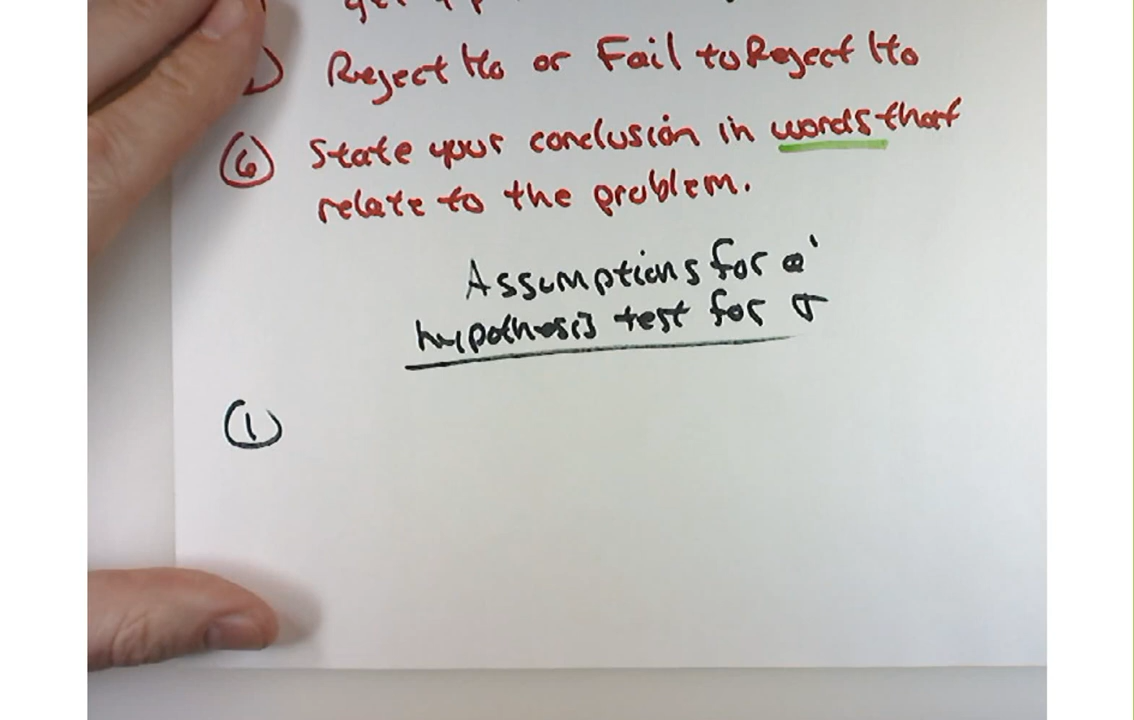 Reject Ho or Fail to Reject Ho
6 State your conclusion in words that
relate to the problem.
Assumptions for a
hypothesis test for σ
1